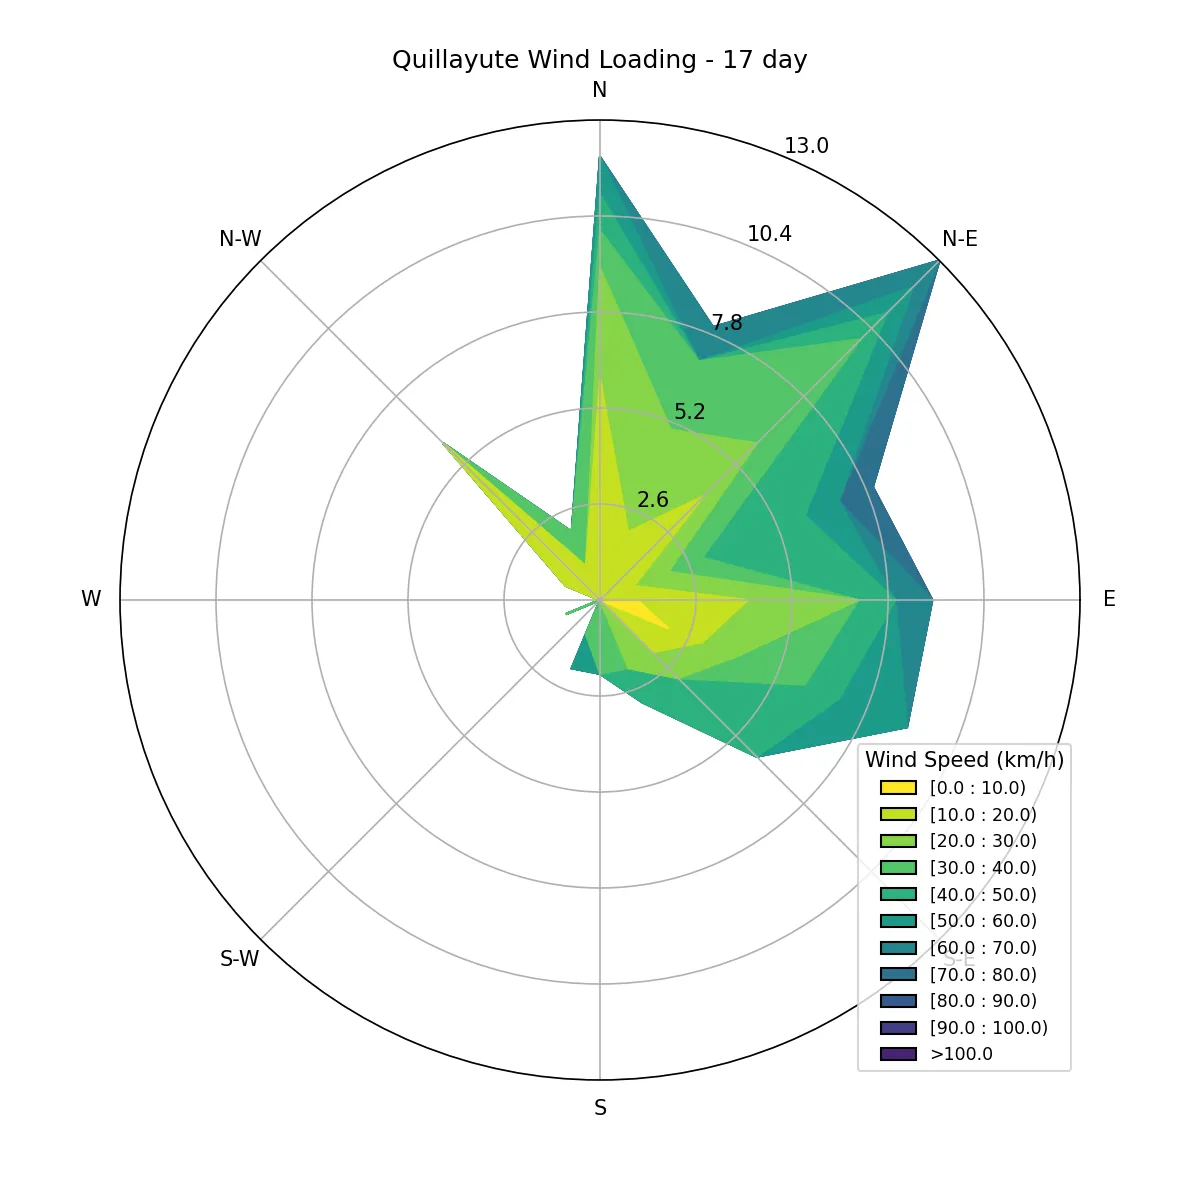 Quillayute Wind Loading - 17 day
N
13.0
10.4
N-W
N-E
7.8
5.2
2.6
W
E
Wind Speed (km/h)
[0.0 : 10.0)
[10.0 : 20.0)
[20.0 : 30.0)
[30.0 : 40.0)
[40.0 : 50.0)
[50.0 : 60.0)
[60.0 : 70.0)
[70.0 : 80.0)
[80.0 : 90.0)
[90.0 : 100.0)
>100.0
S-W
S-E
S